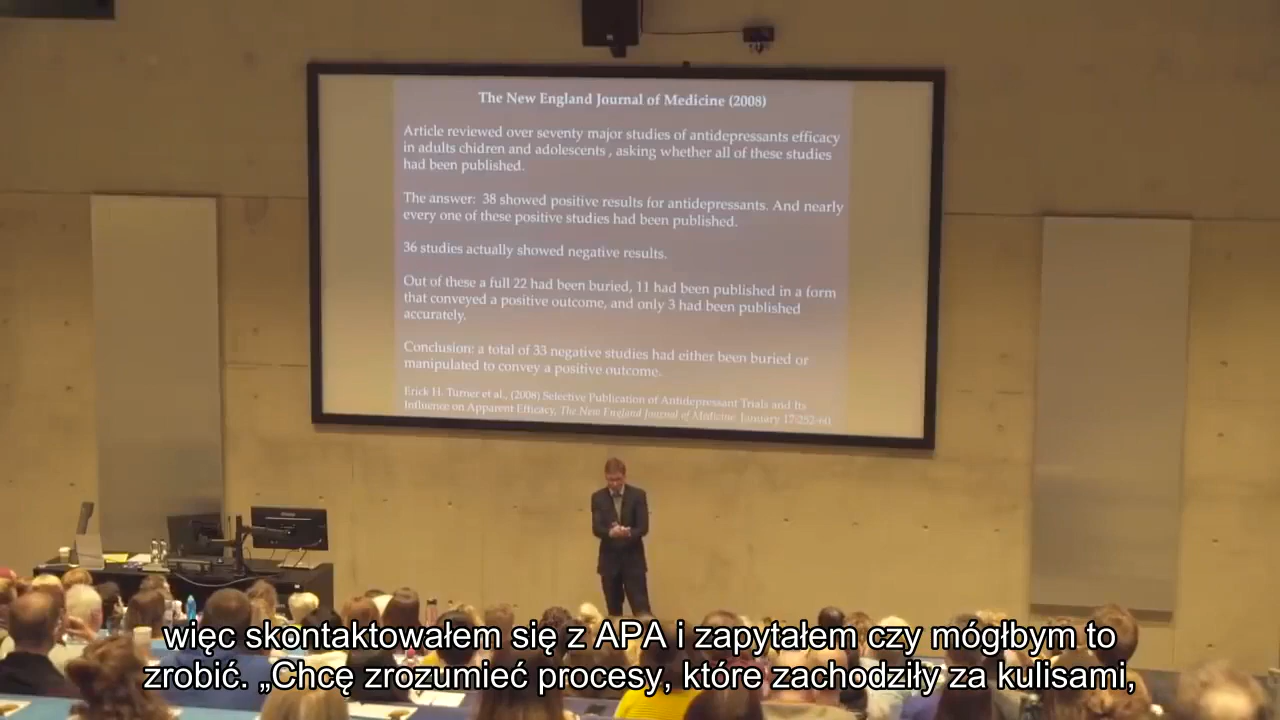 The New England Journal of Medicine (2008)
Article reviewed over seventy major studies of antidepressants efficacy
in adults chidren and adolescents , asking whether all of these studies
had been published.
The answer: 38 showed positive results for antidepressants. And nearly
every one of these positive studies had been published.
36 studies actually showed negative results.
Out of these a full 22 had been buried, 11 had been published in a form
that conveyed a positive outcome, and only 3 had been published
accurately.
Conclusion: a total of 33 negative studies had either been buried or
manipulated to convey a positive outcome.
Erick H. Turner et al., (2008) Selective Publication of Antidepressant Trials and Its
Influence on Apparent Efficacy, The New England Journal of Medicine. January 17:252-60.
więc skontaktowałem się z APA i zapytałem czy mógłbym to
zrobić. „Chcę zrozumieć procesy, które zachodziły za kulisami,